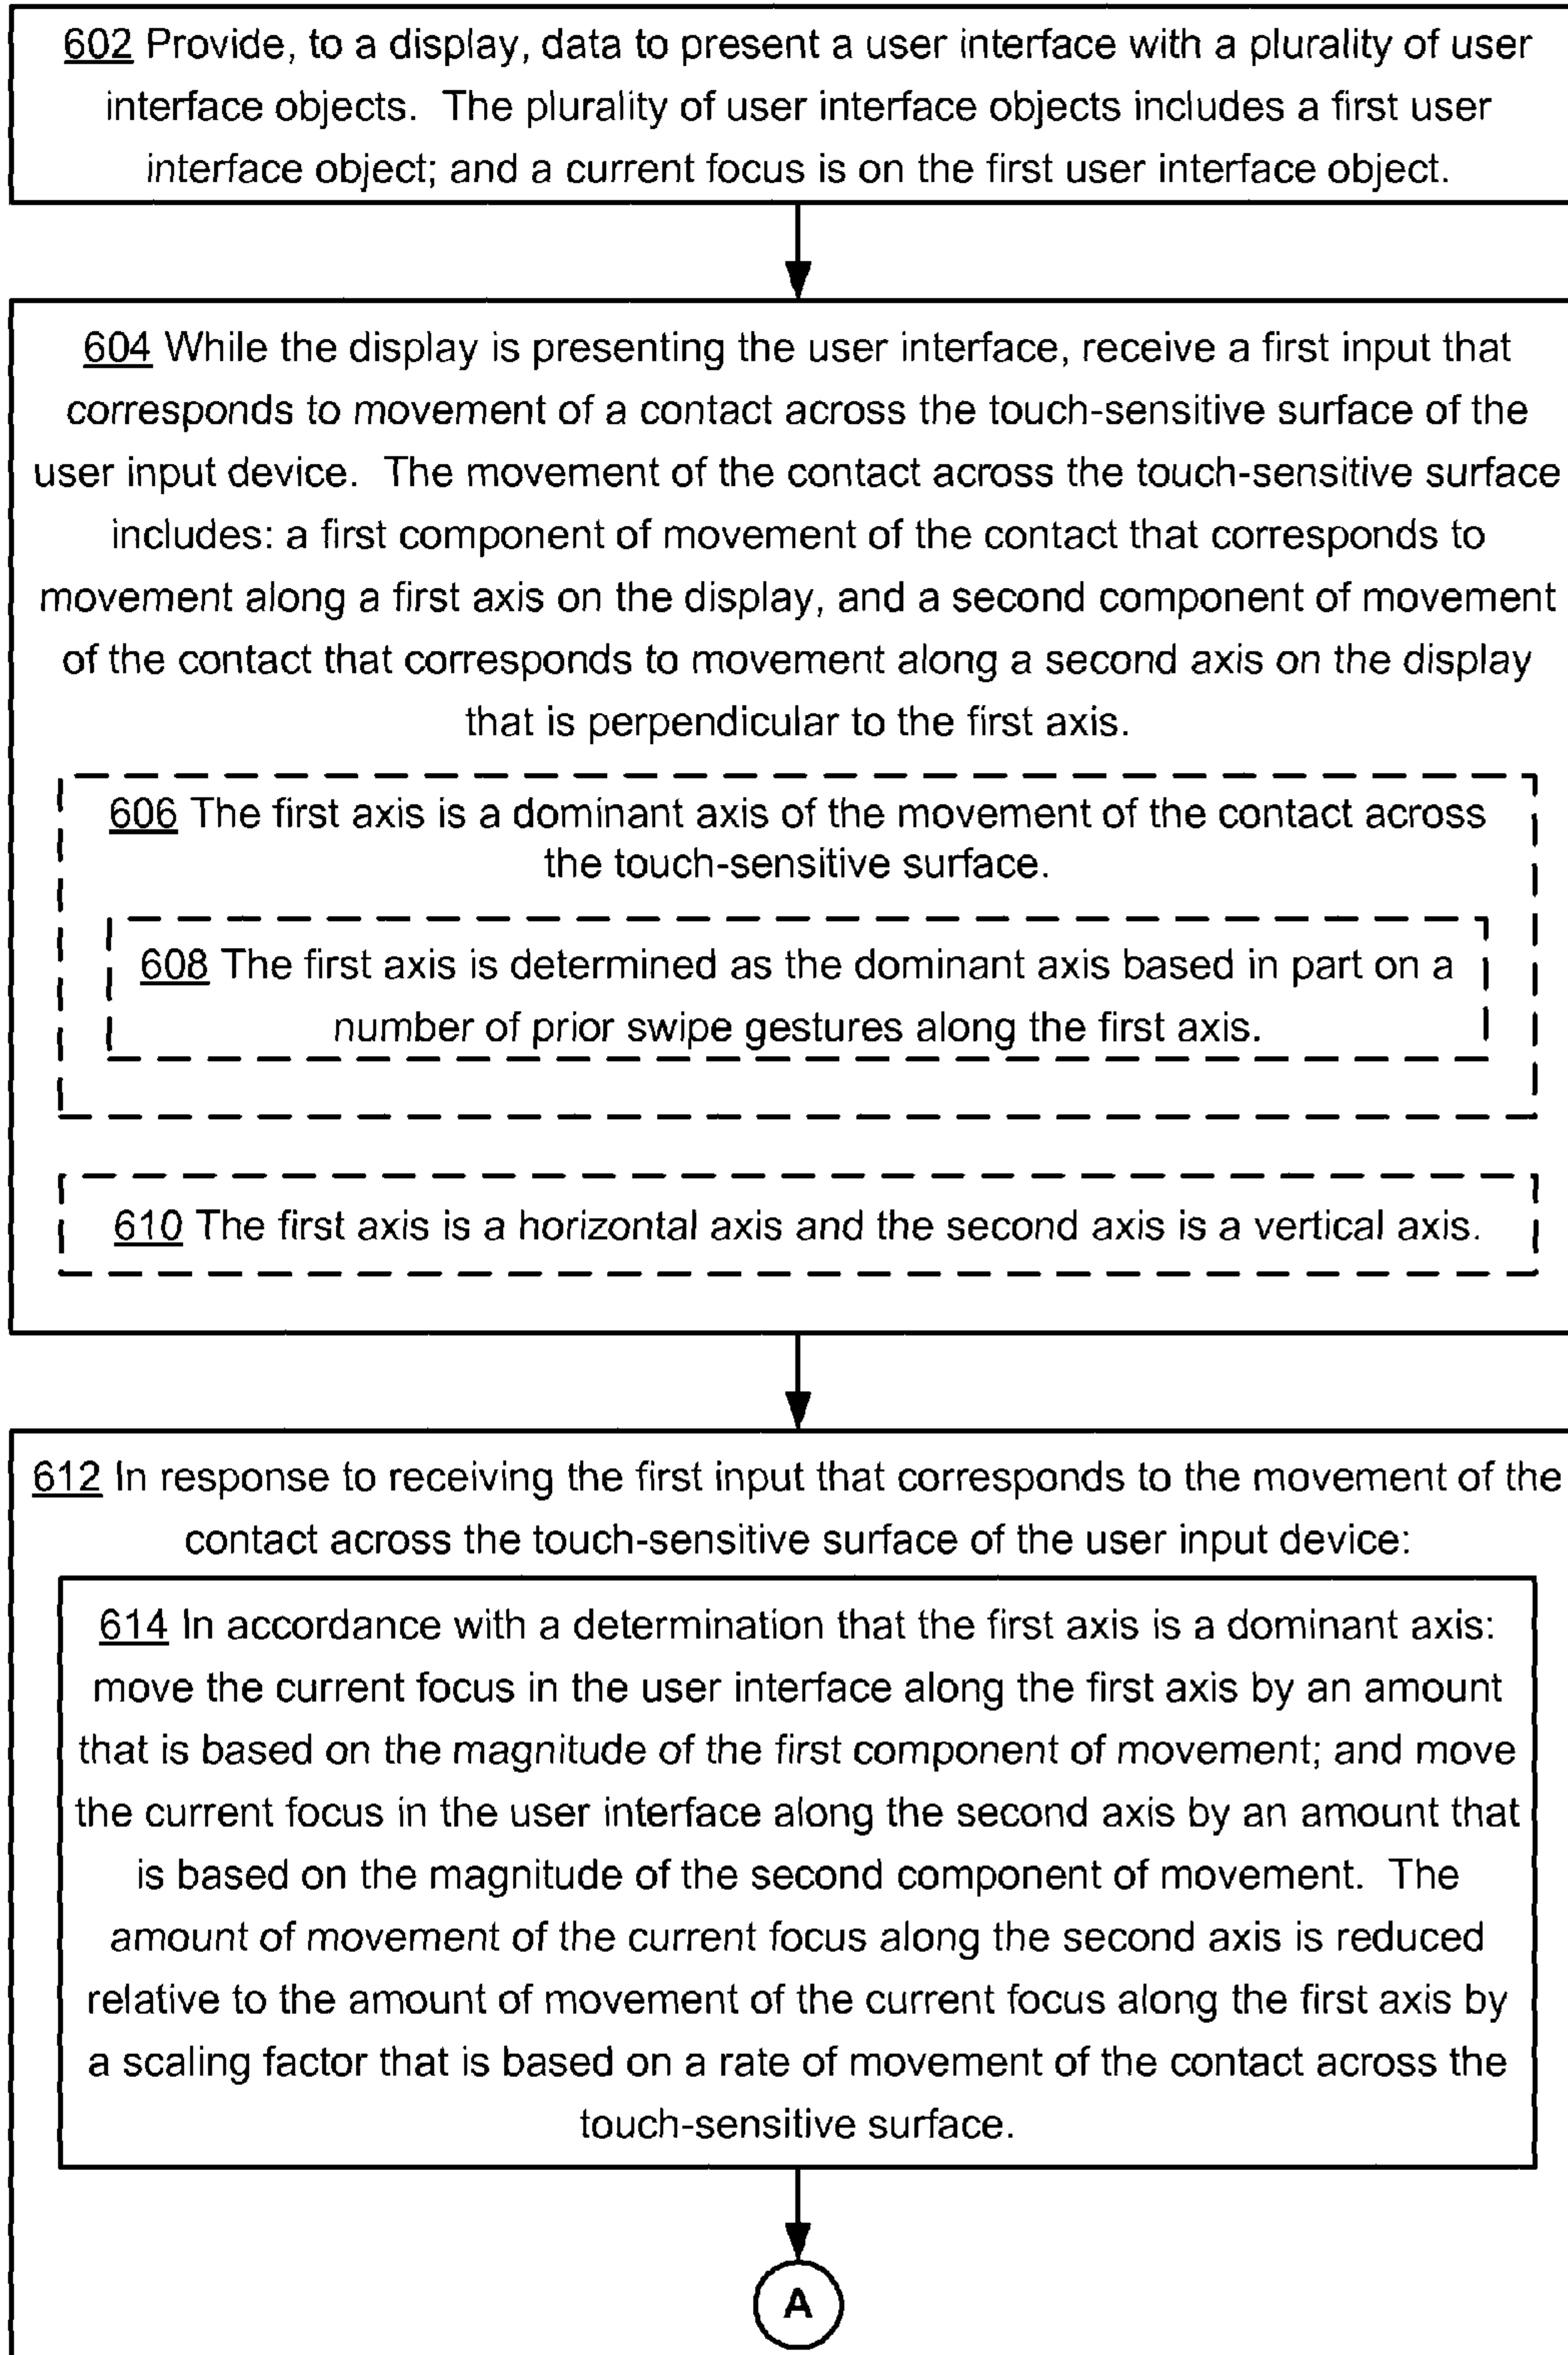 602 Provide, to a display, data to present a user interface with a plurality of user
interface objects.  The plurality of user interface objects includes a first user
interface object; and a current focus is on the first user interface object.
604 While the display is presenting the user interface, receive a first input that
corresponds to movement of a contact across the touch-sensitive surface of the
user input device.  The movement of the contact across the touch-sensitive surface
includes: a first component of movement of the contact that corresponds to
movement along a first axis on the display, and a second component of movement
of the contact that corresponds to movement along a second axis on the display
that is perpendicular to the first axis.
606 The first axis is a dominant axis of the movement of the contact across
the touch-sensitive surface.
608 The first axis is determined as the dominant axis based in part on a
number of prior swipe gestures along the first axis.
610 The first axis is a horizontal axis and the second axis is a vertical axis.
612 In response to receiving the first input that corresponds to the movement of the
contact across the touch-sensitive surface of the user input device:
614 In accordance with a determination that the first axis is a dominant axis:
move the current focus in the user interface along the first axis by an amount
that is based on the magnitude of the first component of movement; and move
the current focus in the user interface along the second axis by an amount that
is based on the magnitude of the second component of movement.  The
amount of movement of the current focus along the second axis is reduced
relative to the amount of movement of the current focus along the first axis by
a scaling factor that is based on a rate of movement of the contact across the
touch-sensitive surface.
A